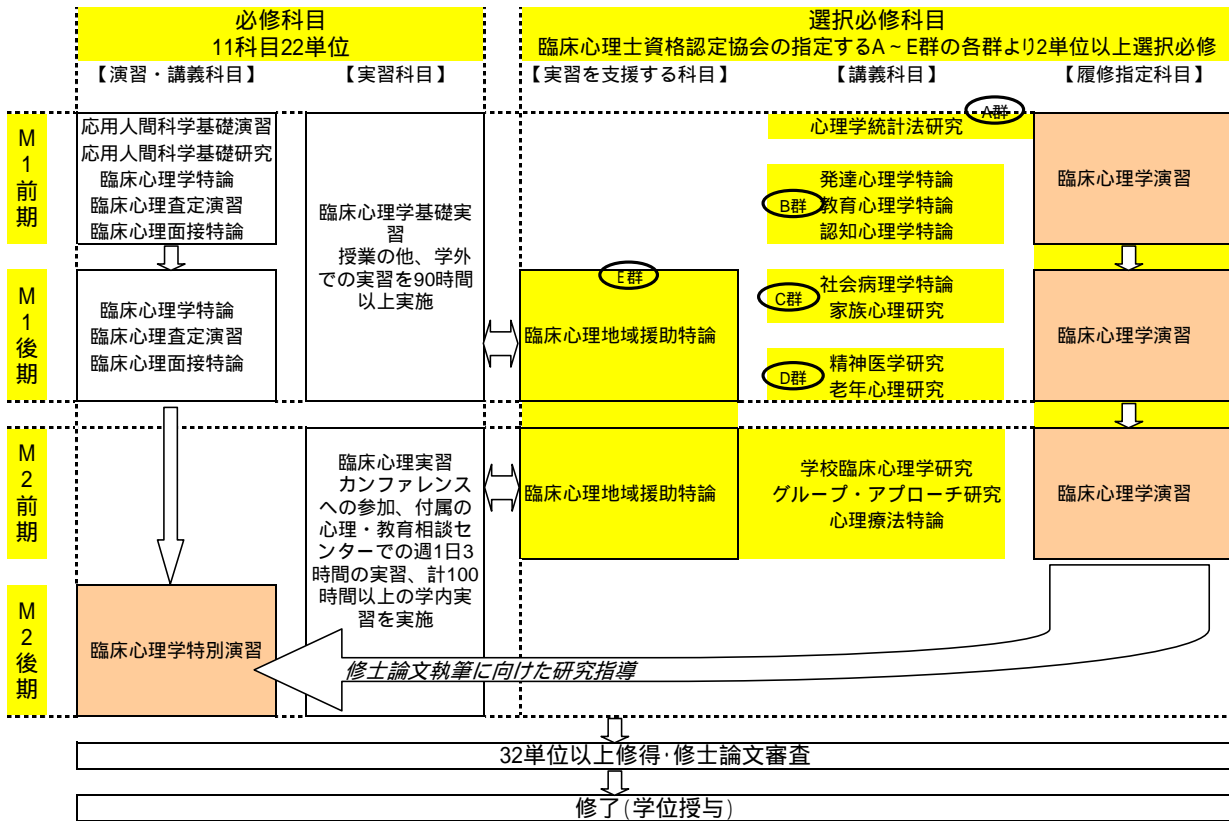 必修科目
11科目22単位
選択必修科目
臨床心理士資格認定協会の指定するA~E群の各群より2単位以上選択必修
【演習・講義科目】
【実習科目】
【実習を支援する科目】
【講義科目】
【履修指定科目】
M1前期
応用人間科学基礎演習
応用人間科学基礎研究
臨床心理学特論
臨床心理査定演習
臨床心理面接特論
臨床心理学基礎実
習
授業の他、学外
での実習を90時間
以上実施
A群
心理学統計法研究
B群
発達心理学特論
教育心理学特論
認知心理学特論
臨床心理学演習
M1後期
臨床心理学特論
臨床心理査定演習
臨床心理面接特論
E群
臨床心理地域援助特論
C群
社会病理学特論
家族心理研究
D群
精神医学研究
老年心理研究
臨床心理学演習
M2前期
臨床心理実習
カンファレンス
への参加、付属の
心理・教育相談セ
ンターでの週1日3
時間の実習、計100
時間以上の学内実
習を実施
臨床心理地域援助特論
学校臨床心理学研究
グループ・アプローチ研究
心理療法特論
臨床心理学演習
M2後期
臨床心理学特別演習
修士論文執筆に向けた研究指導
32単位以上修得・修士論文審査
修了(学位授与)